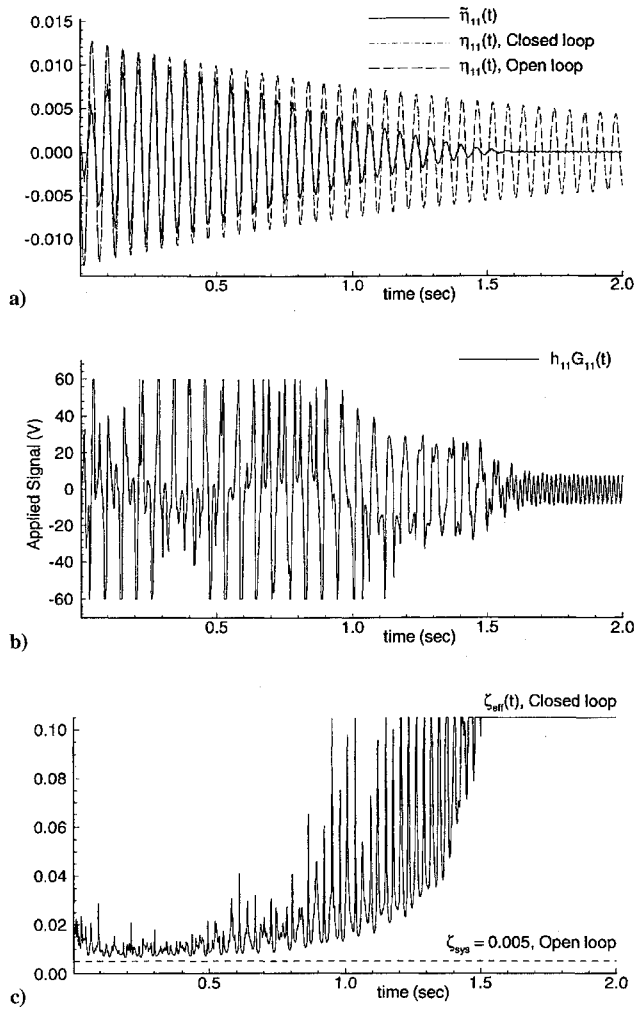 0.015
0.010
0.005
0.000
-0.005
-0.010
η̃₁₁(t)
η₁₁(t), Closed loop
η₁₁(t), Open loop
0.5
1.0
1.5
2.0
time (sec)
a)
60
40
20
0
-20
-40
-60
Applied Signal (V)
h₁₁G₁₁(t)
0.5
1.0
1.5
2.0
time (sec)
b)
0.10
0.08
0.06
0.04
0.02
0.00
ζeff(t), Closed loop
ζsys = 0.005, Open loop
0.5
1.0
1.5
2.0
time (sec)
c)